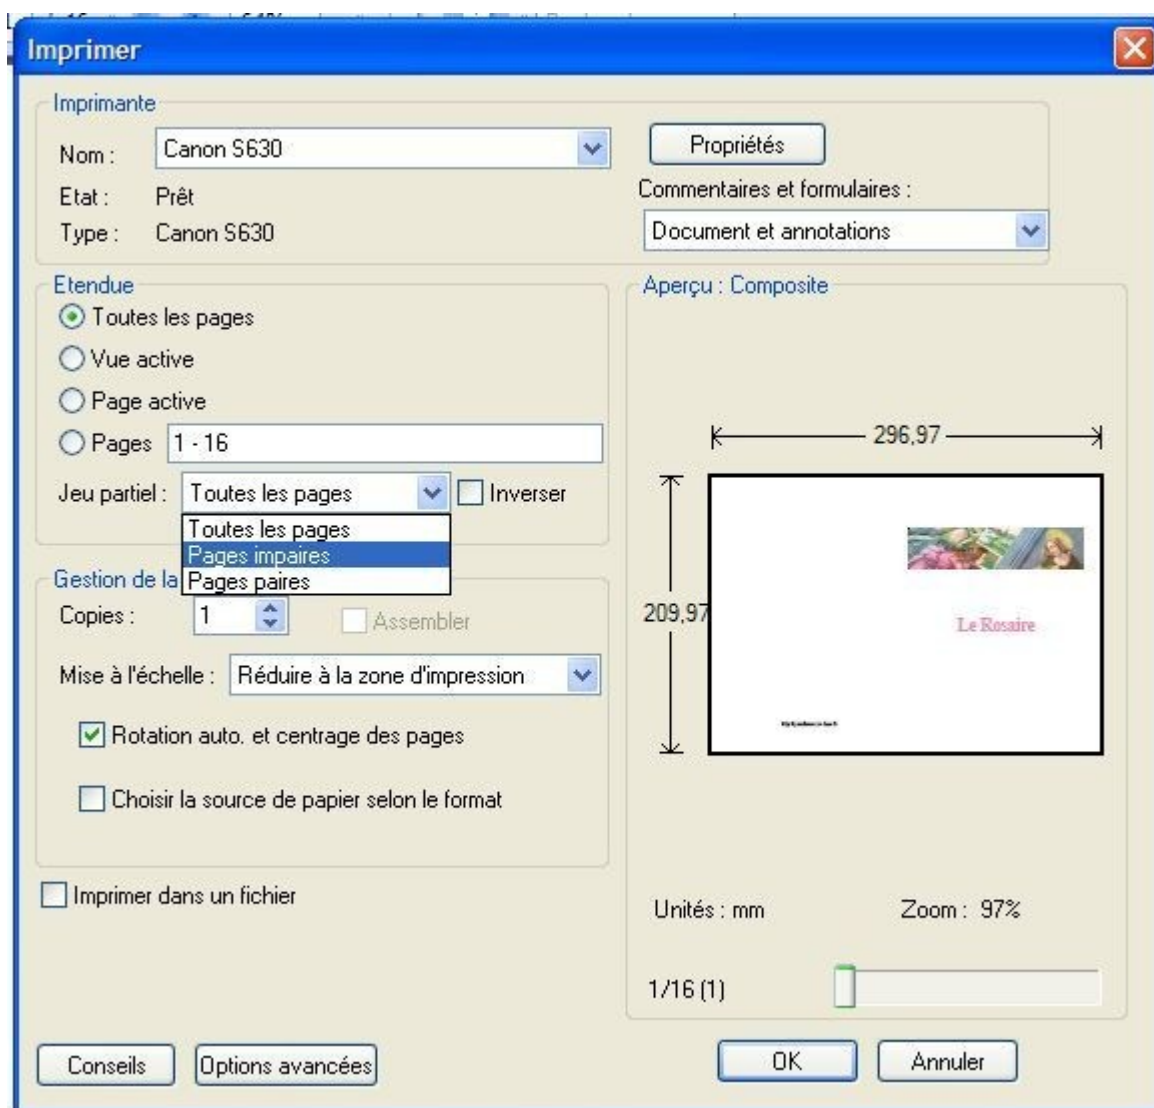 Imprimer
Imprimante
Nom : Canon S630
Propriétés
Etat : Prêt
Commentaires et formulaires :
Type : Canon S630
Document et annotations
Etendue
Toutes les pages
Vue active
Page active
Pages 1 - 16
Jeu partiel : Toutes les pages Inverser
Toutes les pages
Pages impaires
Pages paires
Gestion de la
Copies : 1 Assembler
Mise à l'échelle : Réduire à la zone d'impression
Rotation auto. et centrage des pages
Choisir la source de papier selon le format
Imprimer dans un fichier
Aperçu : Composite
296,97
209,97
Le Rosaire
Unités : mm Zoom : 97%
1/16 (1)
Conseils Options avancées OK Annuler